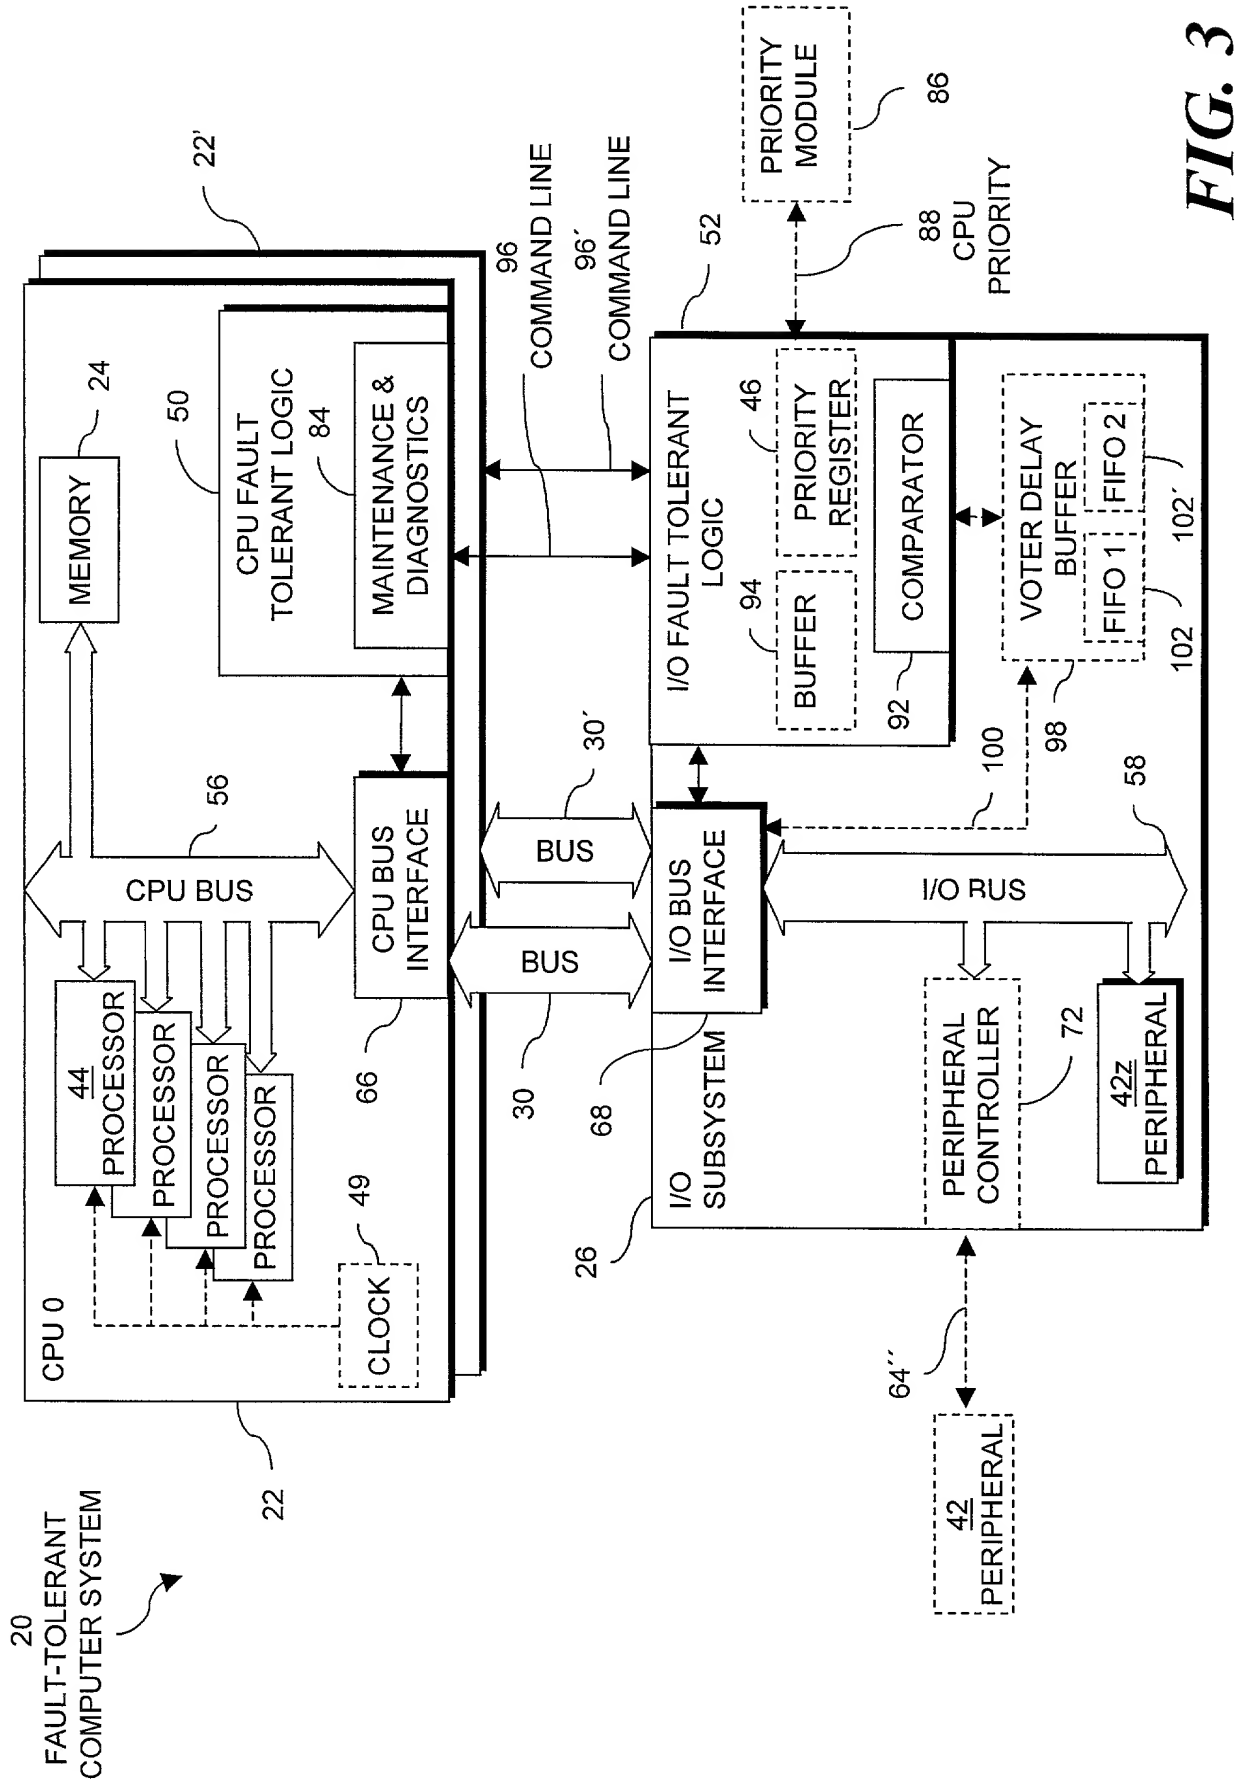 20
FAULT-TOLERANT
COMPUTER SYSTEM
22
22'
CPU 0
44
PROCESSOR
PROCESSOR
PROCESSOR
PROCESSOR
49
CLOCK
56
CPU BUS
24
MEMORY
50
CPU FAULT
TOLERANT LOGIC
84
MAINTENANCE &
DIAGNOSTICS
66
CPU BUS
INTERFACE
30
BUS
30´
BUS
96
COMMAND LINE
96´
COMMAND LINE
26
I/O
SUBSYSTEM
68
I/O BUS
INTERFACE
52
I/O FAULT TOLERANT
LOGIC
94
BUFFER
46
PRIORITY
REGISTER
92
COMPARATOR
PRIORITY
MODULE
86
88
CPU
PRIORITY
100
98
VOTER DELAY
BUFFER
FIFO 1
FIFO 2
102
102´
58
I/O BUS
PERIPHERAL
CONTROLLER
72
42z
PERIPHERAL
64´´
42
PERIPHERAL
FIG. 3